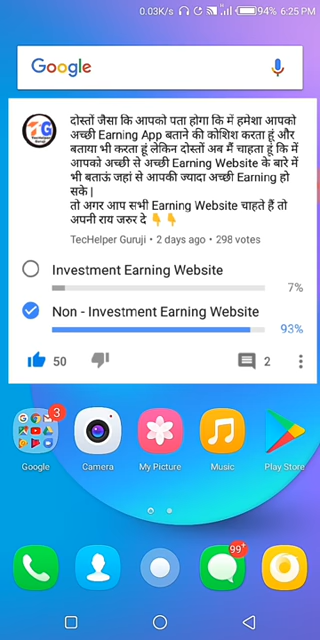 0.03K/s 94% 6:25 PM
Google
दोस्तों जैसा कि आपको पता होगा कि में हमेशा आपको
अच्छी Earning App बताने की कोशिश करता हूं और
बताया भी करता हूं लेकिन दोस्तों अब मैं चाहता हूं कि में
आपको अच्छी से अच्छी Earning Website के बारे में
भी बताऊं जहां से आपकी ज्यादा अच्छी Earning हो
सके |
तो अगर आप सभी Earning Website चाहते हैं तो
अपनी राय जरुर दे 👇👇
TecHelper Guruji • 2 days ago • 298 votes
Investment Earning Website
7%
Non - Investment Earning Website
93%
50 2
3
Google Camera My Picture Music Play Store
99+